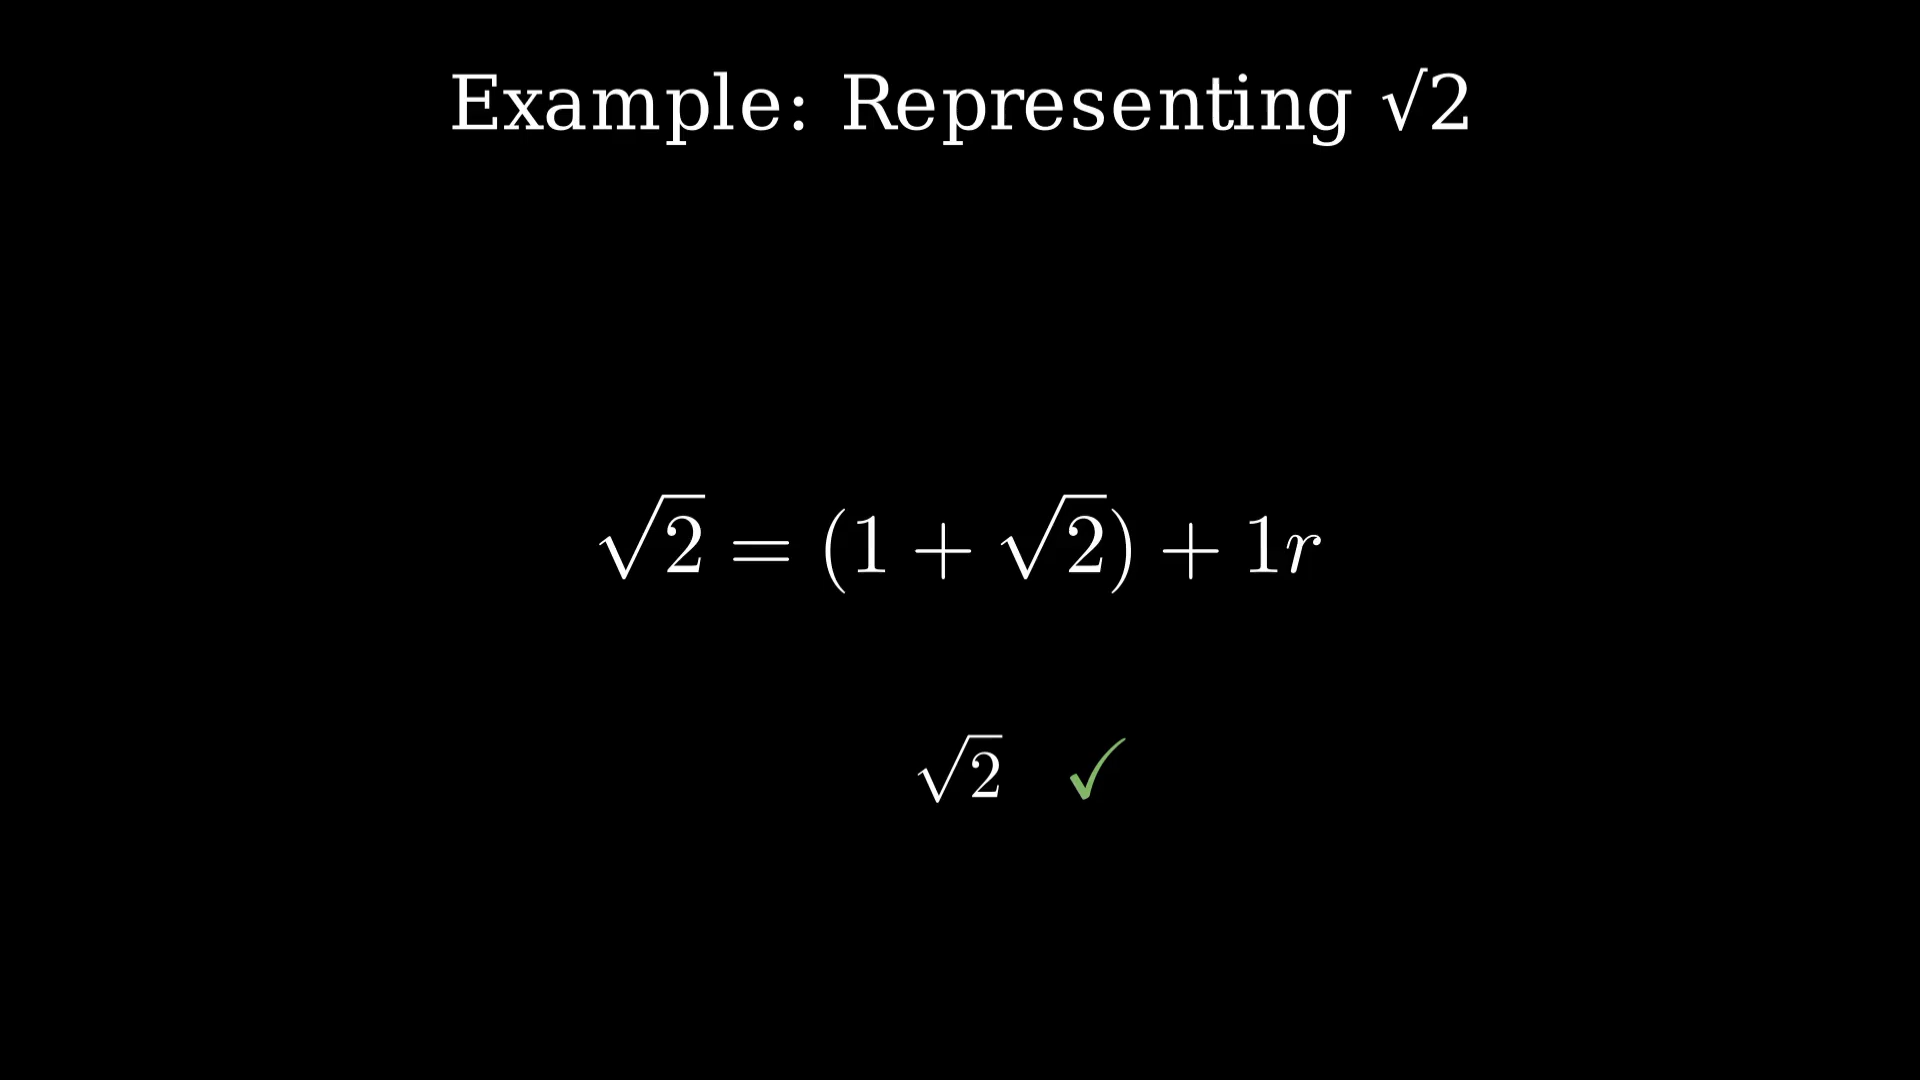 Example: Representing √2
√2 = (1 + √2) + 1r
√2 ✓